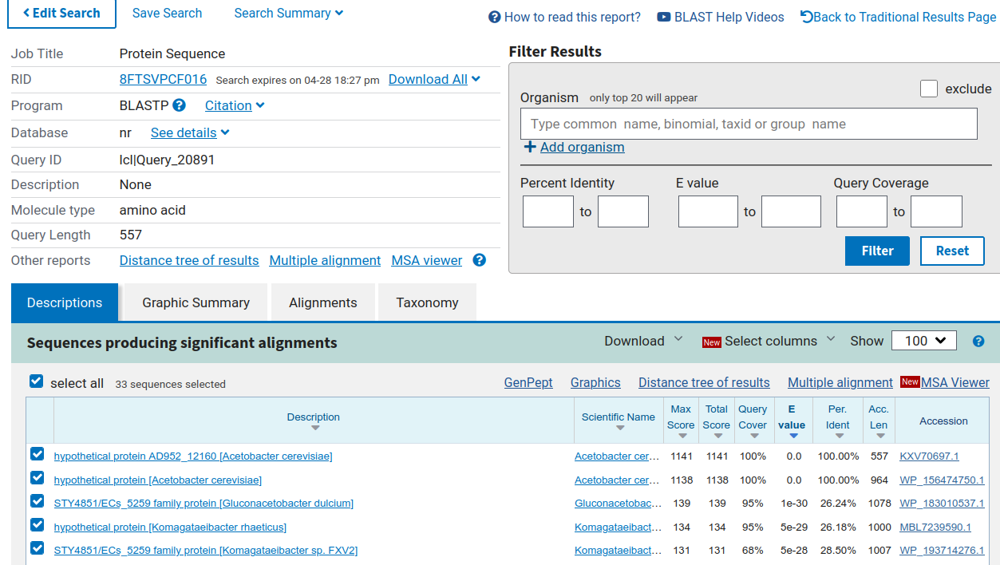 Edit Search Save Search Search Summary How to read this report? BLAST Help Videos Back to Traditional Results Page
Job Title Protein Sequence
RID 8FTSVPCF016 Search expires on 04-28 18:27 pm Download All
Program BLASTP Citation
Database nr See details
Query ID lcl|Query_20891
Description None
Molecule type amino acid
Query Length 557
Other reports Distance tree of results Multiple alignment MSA viewer
Filter Results
Organism only top 20 will appear exclude
Type common name, binomial, taxid or group name
Add organism
Percent Identity E value Query Coverage
to to to
Filter Reset
Descriptions Graphic Summary Alignments Taxonomy
Sequences producing significant alignments Download New Select columns Show 100
select all 33 sequences selected GenPept Graphics Distance tree of results Multiple alignment New MSA Viewer
Description Scientific Name Max Score Total Score Query Cover E value Per. Ident Acc. Len Accession
hypothetical protein AD952_12160 [Acetobacter cerevisiae] Acetobacter cer... 1141 1141 100% 0.0 100.00% 557 KXV70697.1
hypothetical protein [Acetobacter cerevisiae] Acetobacter cer... 1138 1138 100% 0.0 100.00% 964 WP_156474750.1
STY4851/ECs_5259 family protein [Gluconacetobacter dulcium] Gluconacetobac... 139 139 95% 1e-30 26.24% 1078 WP_183010537.1
hypothetical protein [Komagataeibacter rhaeticus] Komagataeibact... 134 134 95% 5e-29 26.18% 1000 MBL7239590.1
STY4851/ECs_5259 family protein [Komagataeibacter sp. FXV2] Komagataeibact... 131 131 68% 5e-28 28.50% 1007 WP_193714276.1